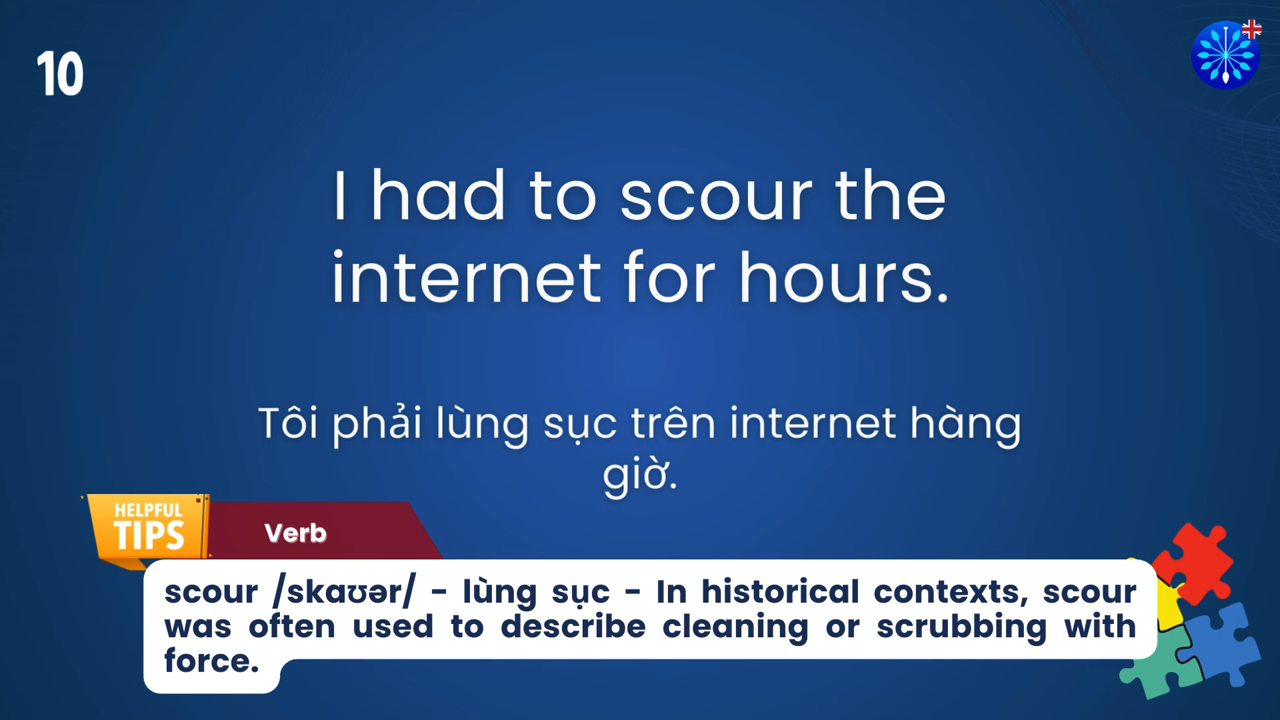 10
I had to scour the
internet for hours.
Tôi phải lùng sục trên internet hàng
giờ.
HELPFUL
TIPS
Verb
scour /skaʊər/ - lùng sục - In historical contexts, scour
was often used to describe cleaning or scrubbing with
force.